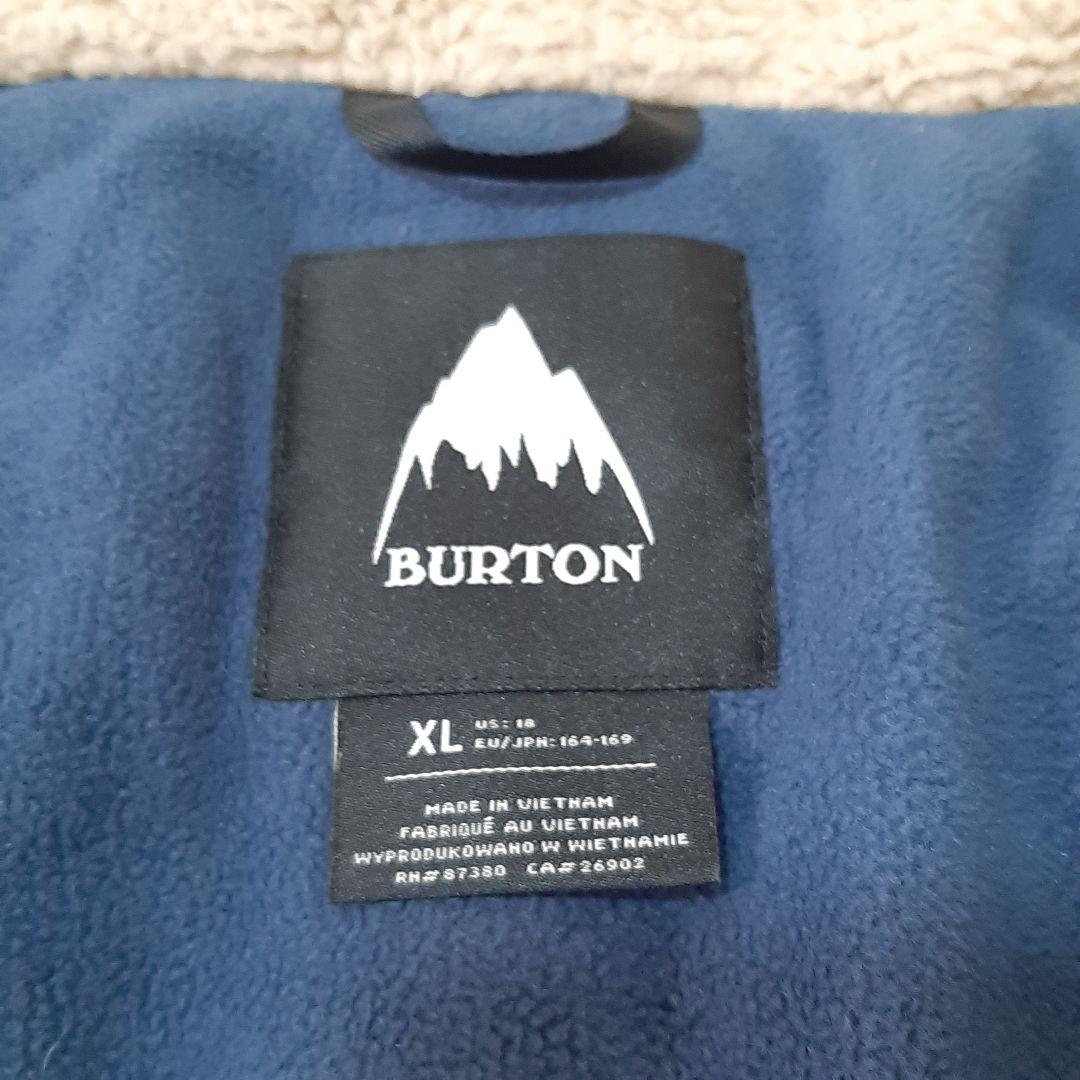 BURTON
XL US: 18
EU/JPN: 164-169
MADE IN VIETNAM
FABRIQUÉ AU VIETNAM
WYPRODUKOWANO W WIETNAMIE
RN#87380 CA#26902